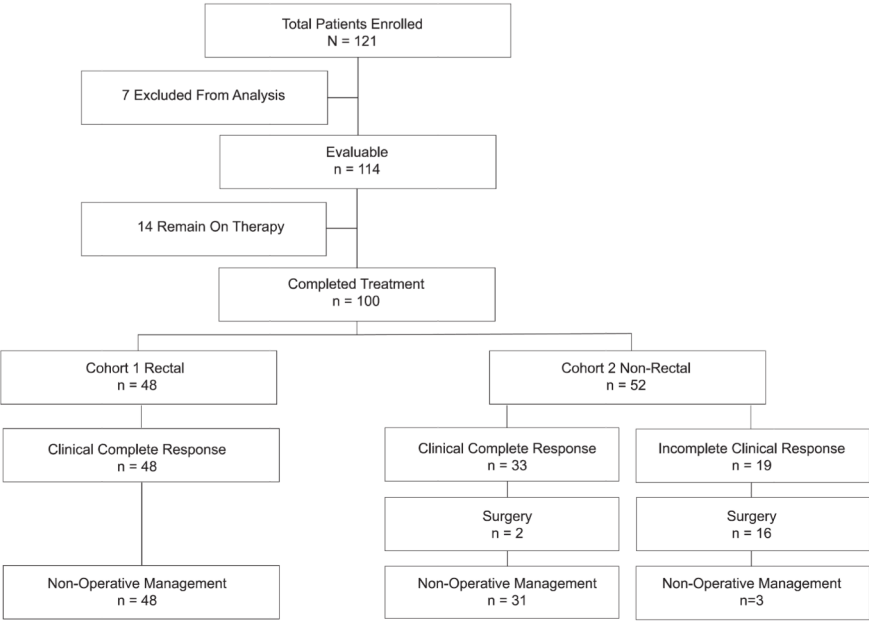 Total Patients Enrolled
N = 121
7 Excluded From Analysis
Evaluable
n = 114
14 Remain On Therapy
Completed Treatment
n = 100
Cohort 1 Rectal
n = 48
Cohort 2 Non-Rectal
n = 52
Clinical Complete Response
n = 48
Clinical Complete Response
n = 33
Incomplete Clinical Response
n = 19
Surgery
n = 2
Surgery
n = 16
Non-Operative Management
n = 48
Non-Operative Management
n = 31
Non-Operative Management
n=3